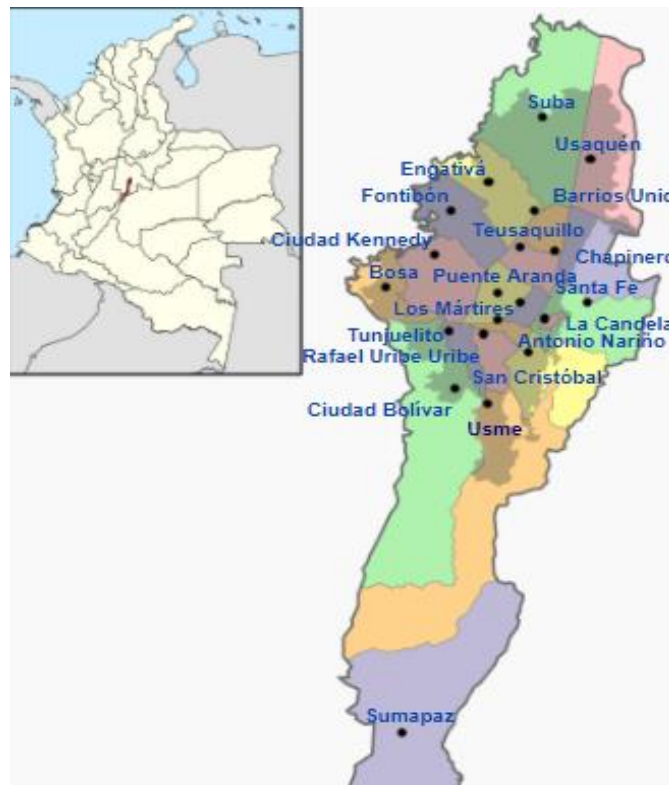 Suba
Usaquén
Engativá
Fontibón
Barrios Unid
Teusaquillo
Ciudad Kennedy
Chapinero
Bosa
Puente Aranda
Santa Fe
Los Mártires
La Candela
Tunjuelito
Antonio Nariño
Rafael Uribe Uribe
San Cristóbal
Ciudad Bolívar
Usme
Sumapaz